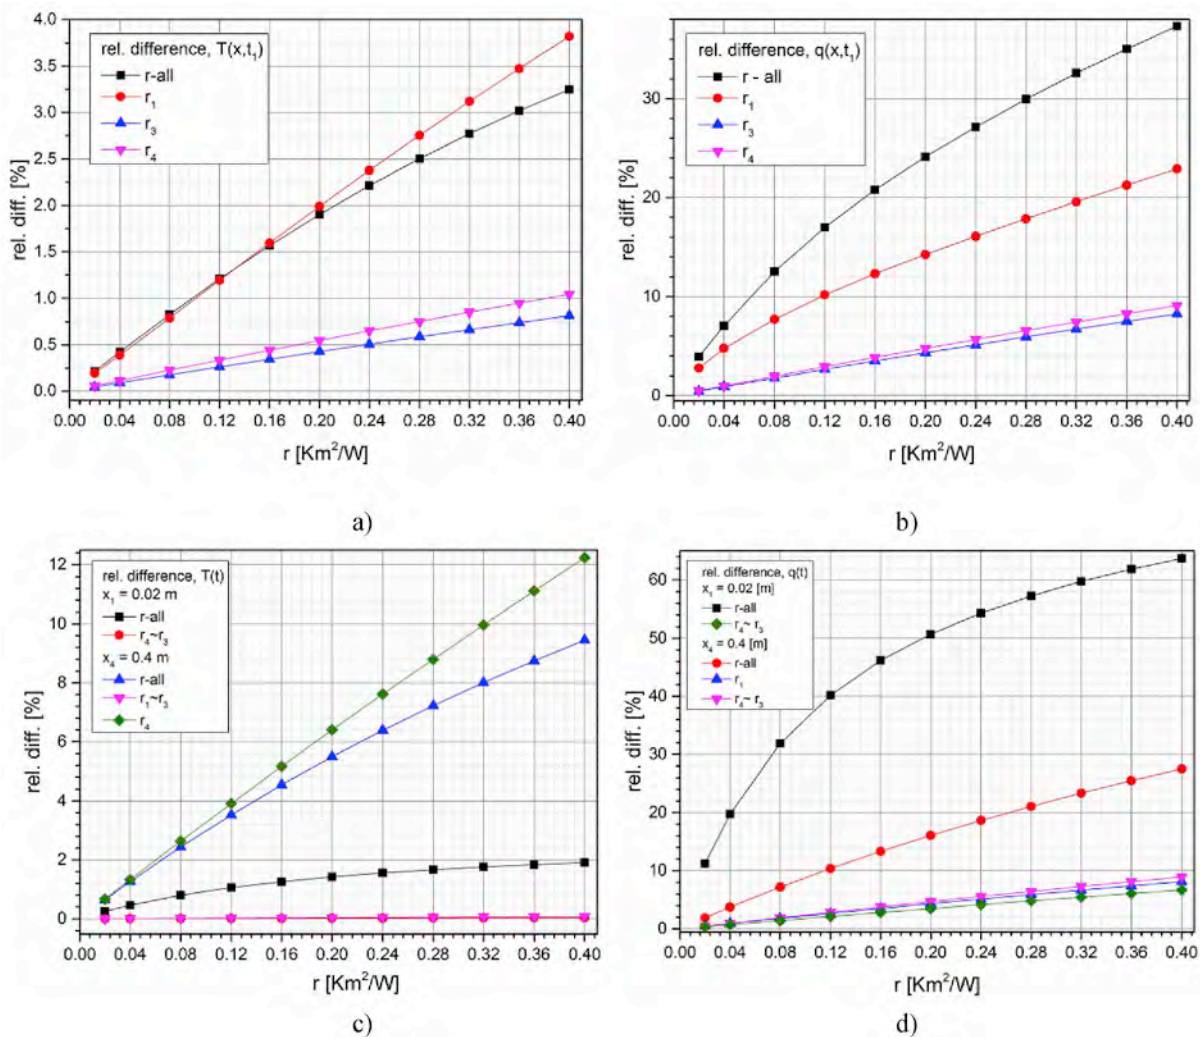 4.0
3.5
3.0
2.5
2.0
1.5
1.0
0.5
0.0
rel. diff. [%]
rel. difference, T(x,t₁)
r-all
r₁
r₃
r₄
0.00 0.04 0.08 0.12 0.16 0.20 0.24 0.28 0.32 0.36 0.40
r [Km²/W]
a)
30
20
10
0
rel. diff. [%]
rel. difference, q(x,t₁)
r - all
r₁
r₃
r₄
0.00 0.04 0.08 0.12 0.16 0.20 0.24 0.28 0.32 0.36 0.40
r [Km²/W]
b)
12
10
8
6
4
2
0
rel. diff. [%]
rel. difference, T(t)
x₁ = 0.02 m
r-all
r₄~r₃
x₄ = 0.4 m
r-all
r₁~r₃
r₄
0.00 0.04 0.08 0.12 0.16 0.20 0.24 0.28 0.32 0.36 0.40
r [Km²/W]
c)
60
50
40
30
20
10
0
rel. diff. [%]
rel. difference, q(t)
x₁ = 0.02 [m]
r-all
r₄~ r₃
x₄ = 0.4 [m]
r-all
r₁
r₄~ r₃
0.00 0.04 0.08 0.12 0.16 0.20 0.24 0.28 0.32 0.36 0.40
r [Km²/W]
d)